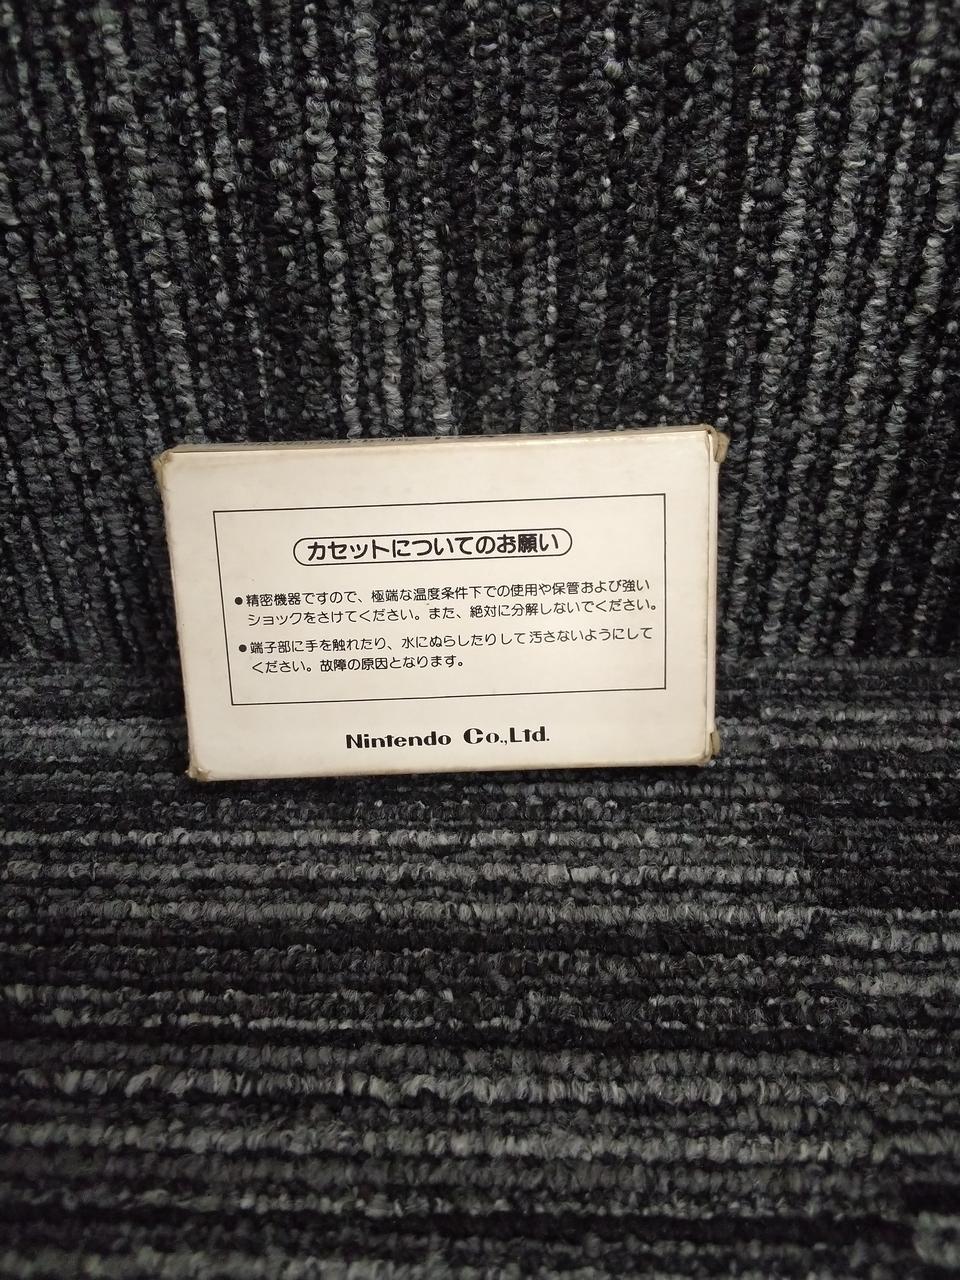 カセットについてのお願い
●精密機器ですので、極端な温度条件下での使用や保管および強い
ショックをさけてください。また、絶対に分解しないでください。
●端子部に手を触れたり、水にぬらしたりして汚さないようにして
ください。故障の原因となります。
Nintendo Co.,Ltd.